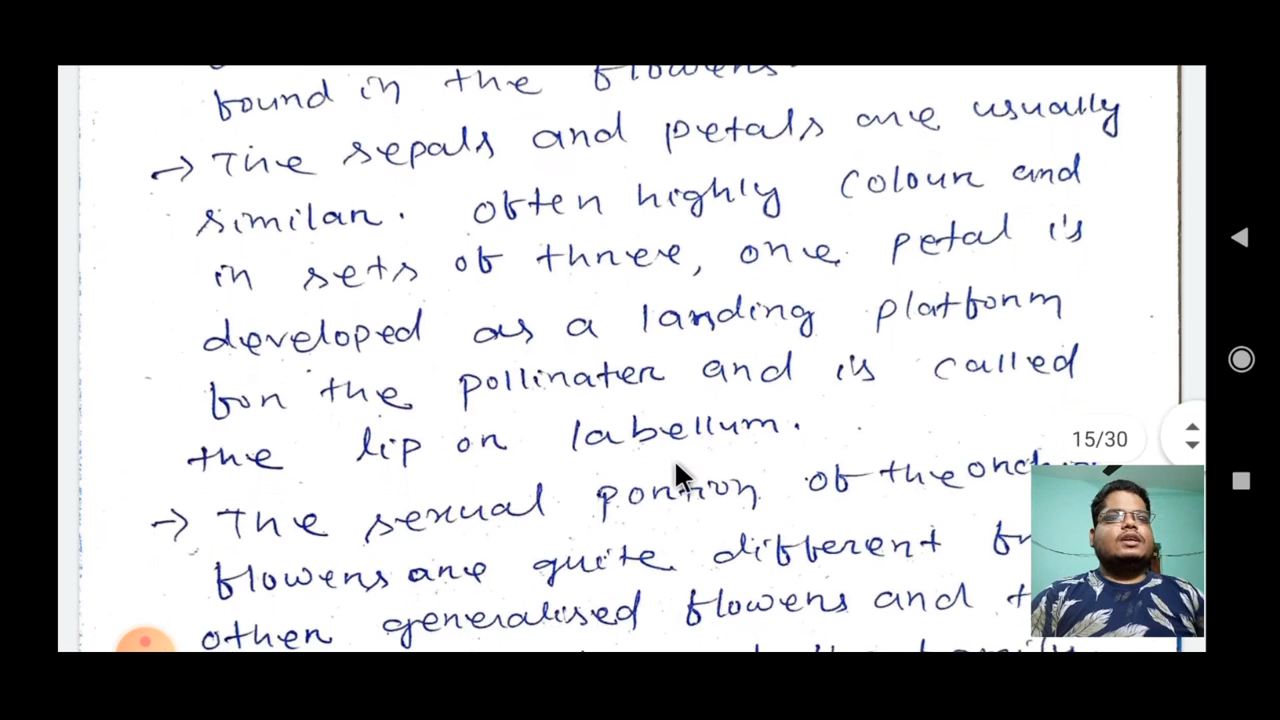 found in the flowers.
→ The sepals and petals are usually
similar. often highly colour and
in sets of three, one petal is
developed as a landing platform
for the pollinater and is called
the lip or labellum.
15/30
→ The sexual portion of the
flowers are quite different
other generalised flowers and